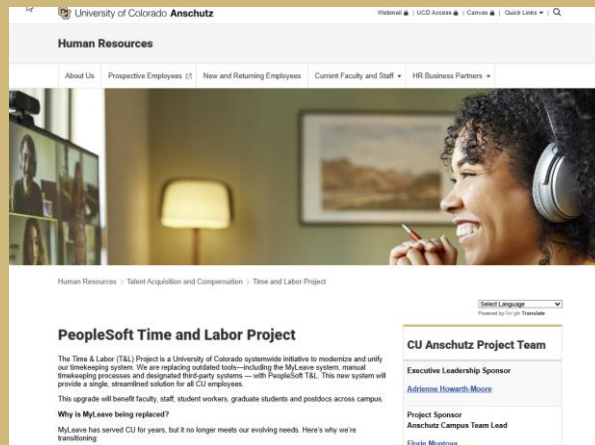 University of Colorado Anschutz
Webmail | UCD Access | Canvas | Quick Links
Human Resources
About Us Prospective Employees New and Returning Employees Current Faculty and Staff HR Business Partners
Human Resources > Talent Acquisition and Compensation > Time and Labor Project
Select Language
Powered by Google Translate
PeopleSoft Time and Labor Project
The Time & Labor (T&L) Project is a University of Colorado systemwide initiative to modernize and unify
our timekeeping system. We are replacing outdated tools—including the MyLeave system, manual
timekeeping processes and designated third-party systems — with PeopleSoft T&L. This new system will
provide a single, streamlined solution for all CU employees.
This upgrade will benefit faculty, staff, student workers, graduate students and postdocs across campus.
Why is MyLeave being replaced?
MyLeave has served CU for years, but it no longer meets our evolving needs. Here's why we're
transitioning:
CU Anschutz Project Team
Executive Leadership Sponsor
Adrienne Howarth-Moore
Project Sponsor
Anschutz Campus Team Lead
Florie Montoya